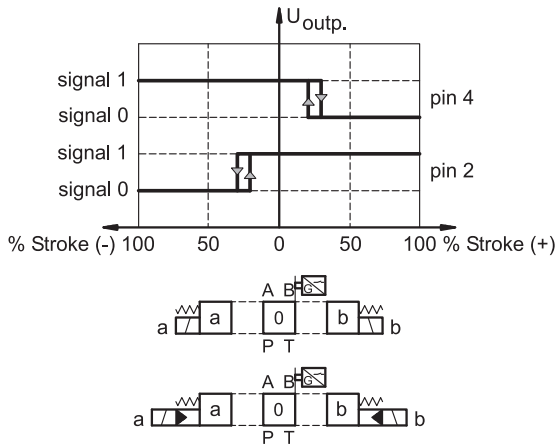 U outp.
signal 1
signal 0
pin 4
signal 1
signal 0
pin 2
% Stroke (-) 100 50 0 50 100 % Stroke (+)
A B G
a a 0 b b
P T
A B G
a a 0 b b
P T